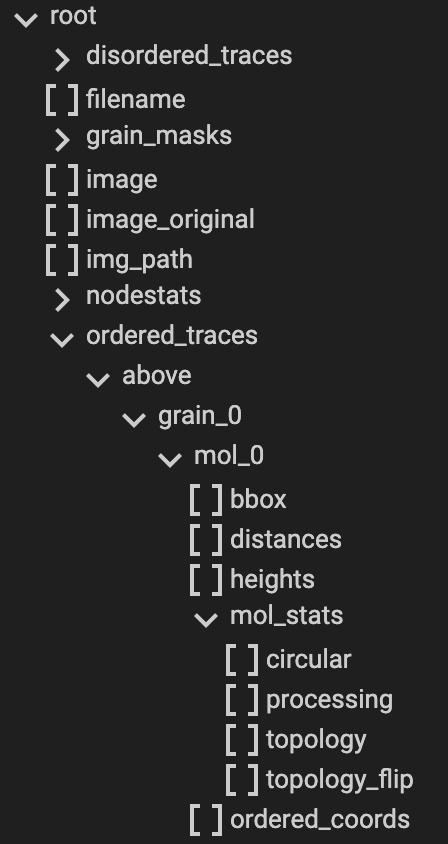 root
disordered_traces
filename
grain_masks
image
image_original
img_path
nodestats
ordered_traces
above
grain_0
mol_0
bbox
distances
heights
mol_stats
circular
processing
topology
topology_flip
ordered_coords